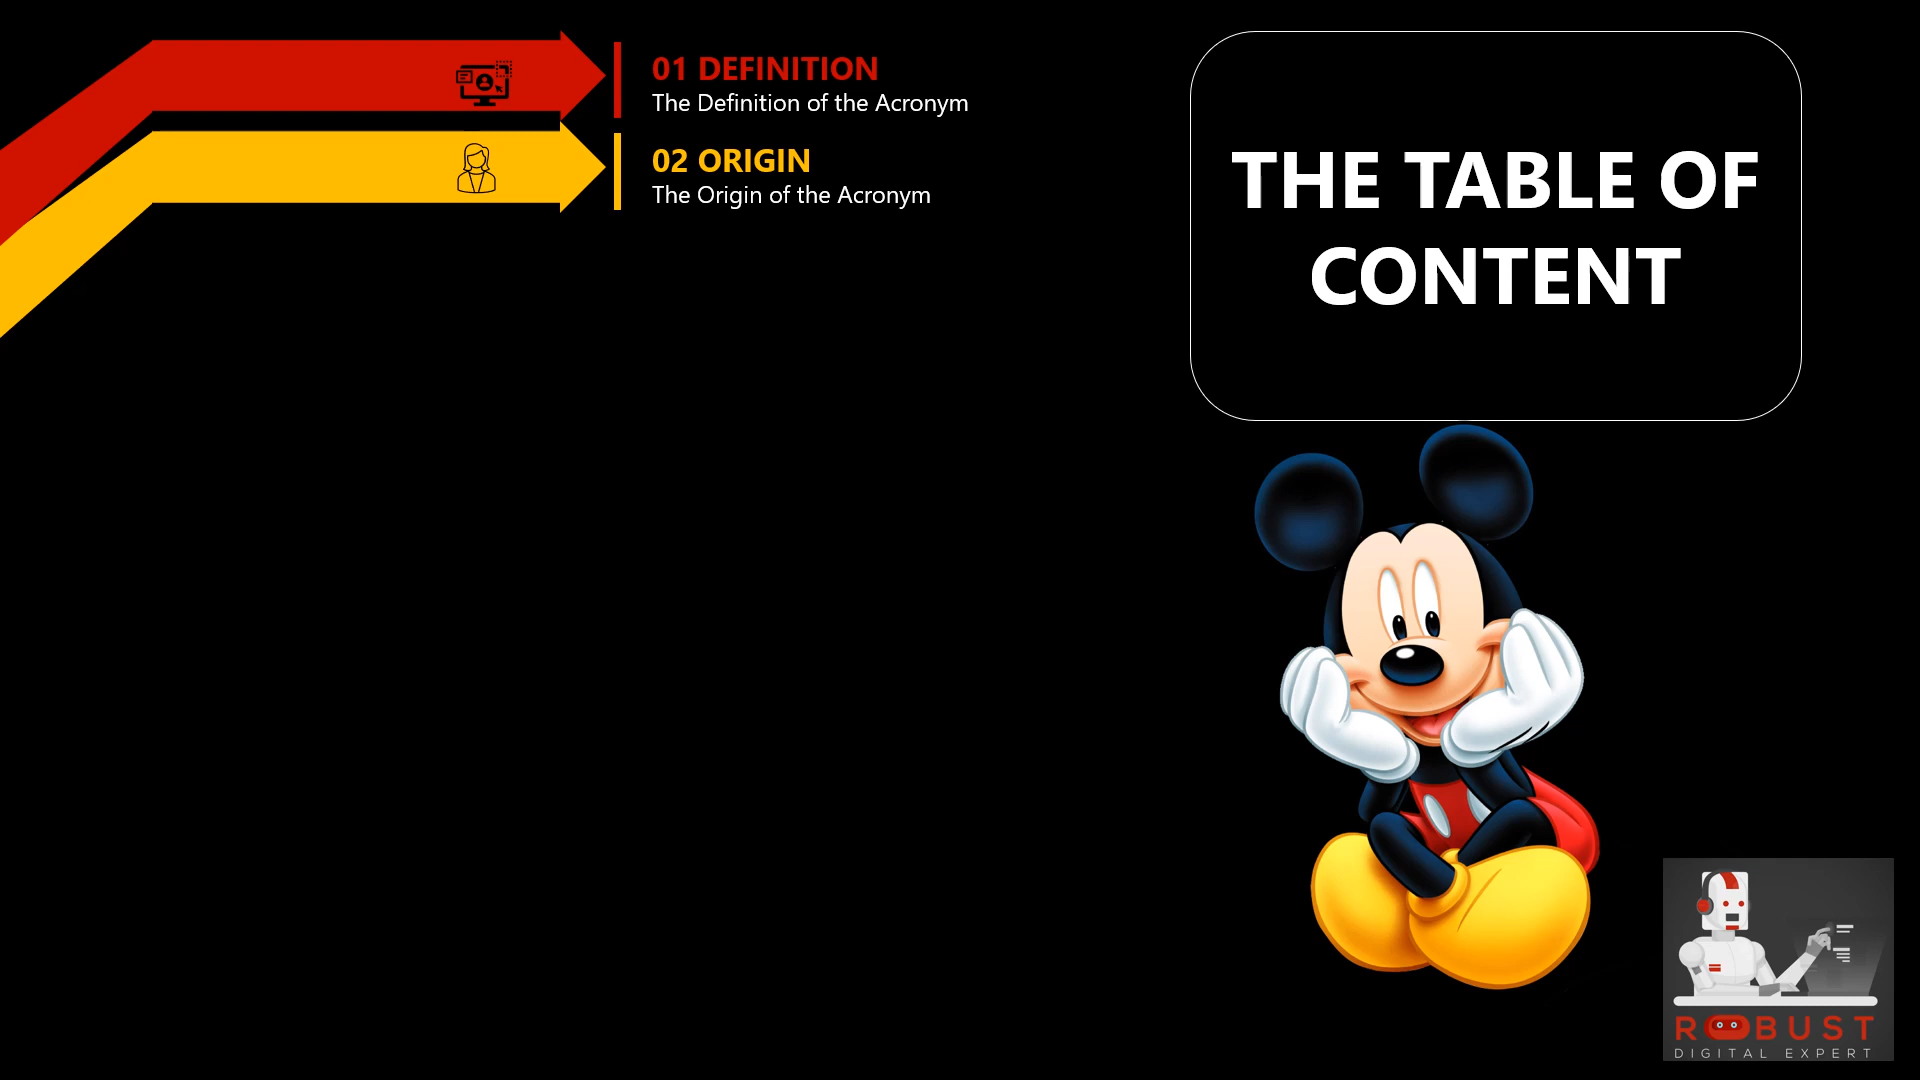 01 DEFINITION
The Definition of the Acronym
02 ORIGIN
The Origin of the Acronym
THE TABLE OF
CONTENT
ROBUST
DIGITAL EXPERT